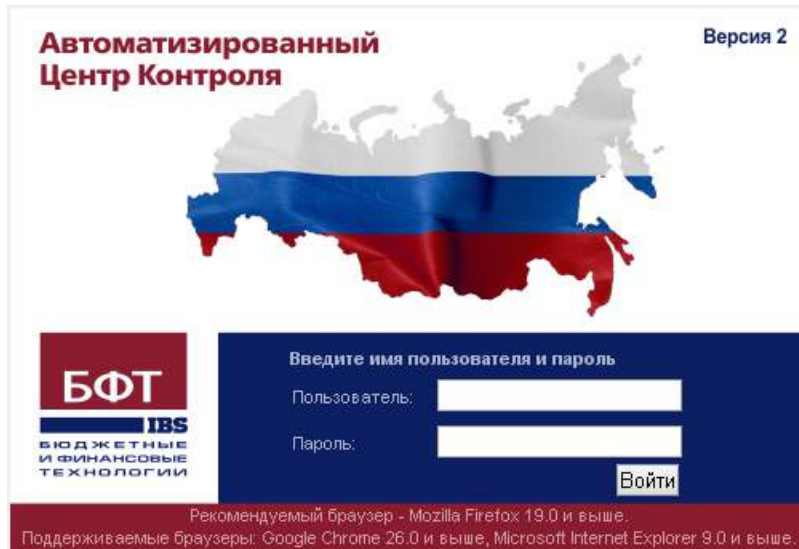 Автоматизированный
Центр Контроля
Версия 2
БФТ
IBS
БЮДЖЕТНЫЕ
И ФИНАНСОВЫЕ
ТЕХНОЛОГИИ
Введите имя пользователя и пароль
Пользователь:
Пароль:
Войти
Рекомендуемый браузер - Mozilla Firefox 19.0 и выше.
Поддерживаемые браузеры: Google Chrome 26.0 и выше, Microsoft Internet Explorer 9.0 и выше.